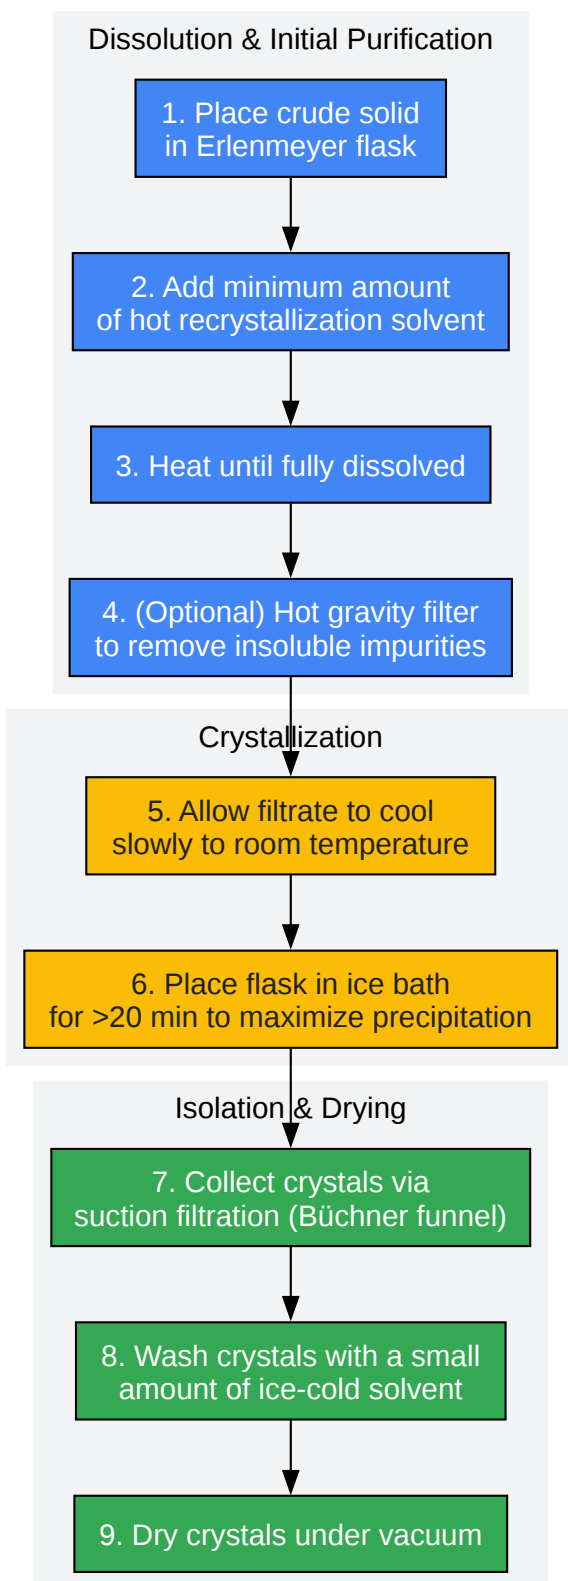 Dissolution & Initial Purification
1. Place crude solid
in Erlenmeyer flask
2. Add minimum amount
of hot recrystallization solvent
3. Heat until fully dissolved
4. (Optional) Hot gravity filter
to remove insoluble impurities
Crystallization
5. Allow filtrate to cool
slowly to room temperature
6. Place flask in ice bath
for >20 min to maximize precipitation
Isolation & Drying
7. Collect crystals via
suction filtration (Büchner funnel)
8. Wash crystals with a small
amount of ice-cold solvent
9. Dry crystals under vacuum